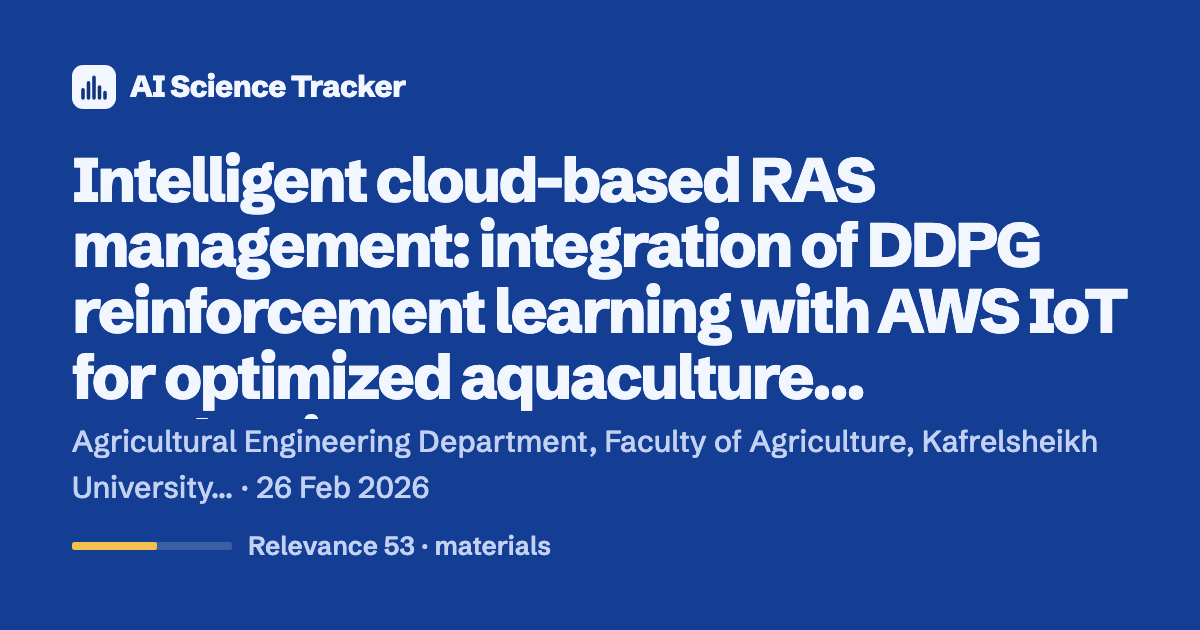 AI Science Tracker
Intelligent cloud-based RAS
management: integration of DDPG
reinforcement learning with AWS IoT
for optimized aquaculture...
Agricultural Engineering Department, Faculty of Agriculture, Kafrelsheikh
University... · 26 Feb 2026
Relevance 53 · materials